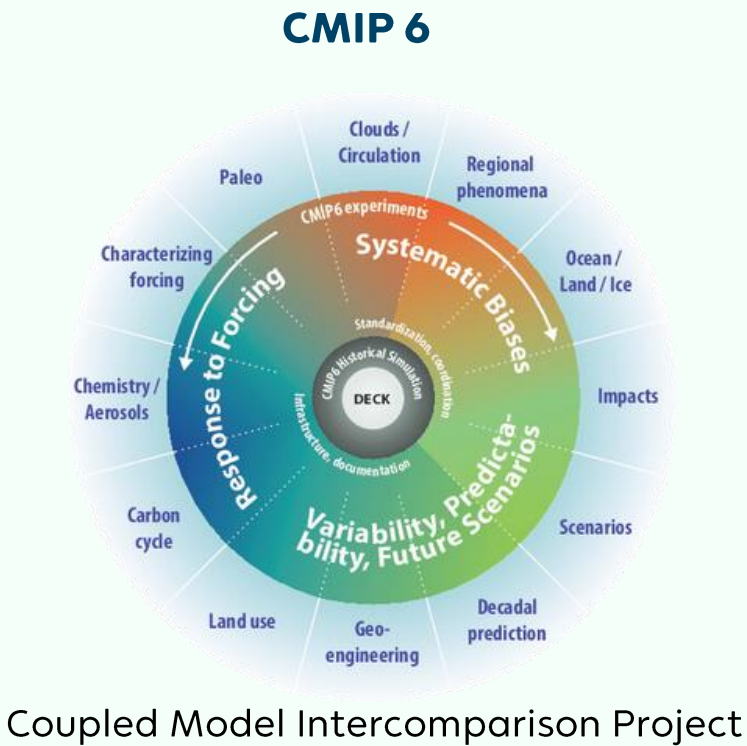 CMIP 6
Clouds /
Circulation
Regional
phenomena
Ocean /
Land / Ice
Impacts
Scenarios
Decadal
prediction
Geo-
engineering
Land use
Carbon
cycle
Chemistry /
Aerosols
Characterizing
forcing
Paleo
CMIP6 experiments
Systematic Biases
Variability, Predicta-
bility, Future Scenarios
Response to Forcing
Standardization, coordination
Infrastructure, documentation
CMIP6 Historical Simulation
DECK
Coupled Model Intercomparison Project